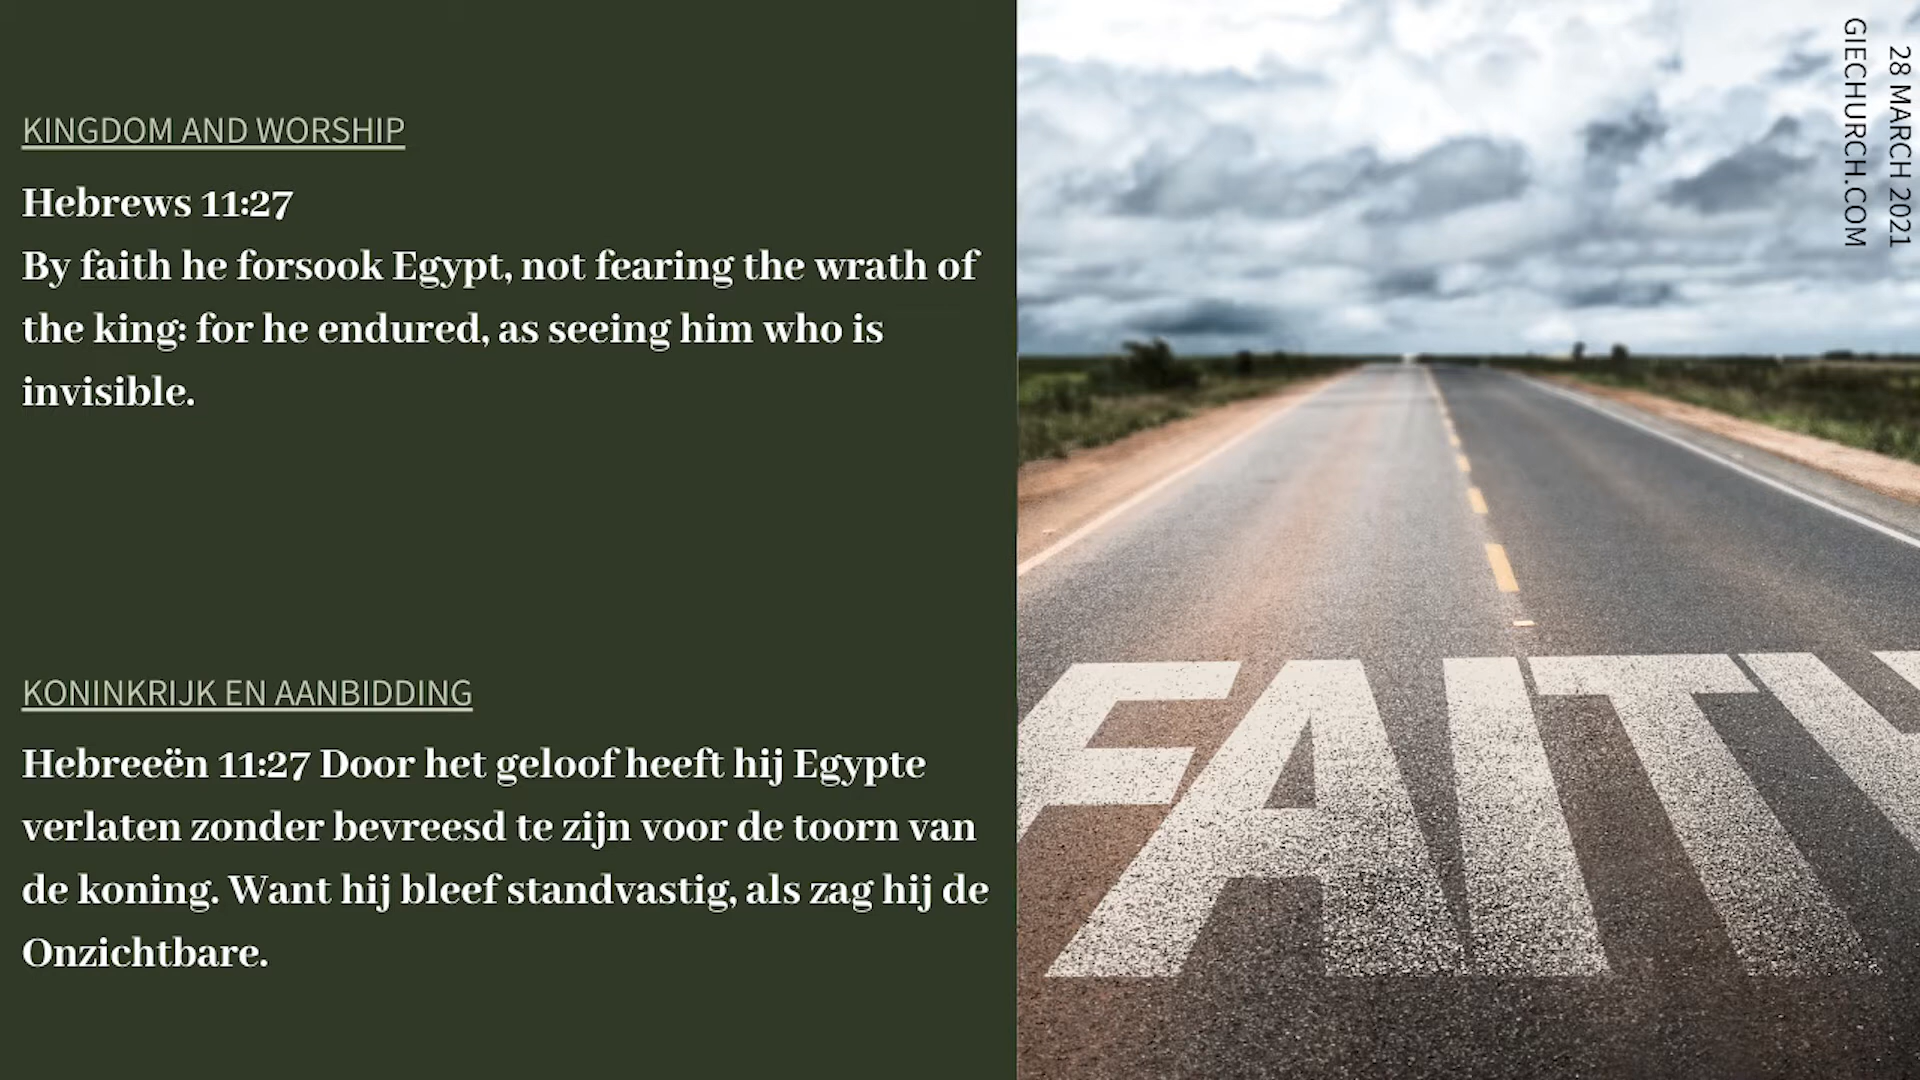 KINGDOM AND WORSHIP
Hebrews 11:27
By faith he forsook Egypt, not fearing the wrath of
the king: for he endured, as seeing him who is
invisible.
KONINKRIJK EN AANBIDDING
Hebreeën 11:27 Door het geloof heeft hij Egypte
verlaten zonder bevreesd te zijn voor de toorn van
de koning. Want hij bleef standvastig, als zag hij de
Onzichtbare.
28 MARCH 2021
GIECHURCH.COM
FAITH